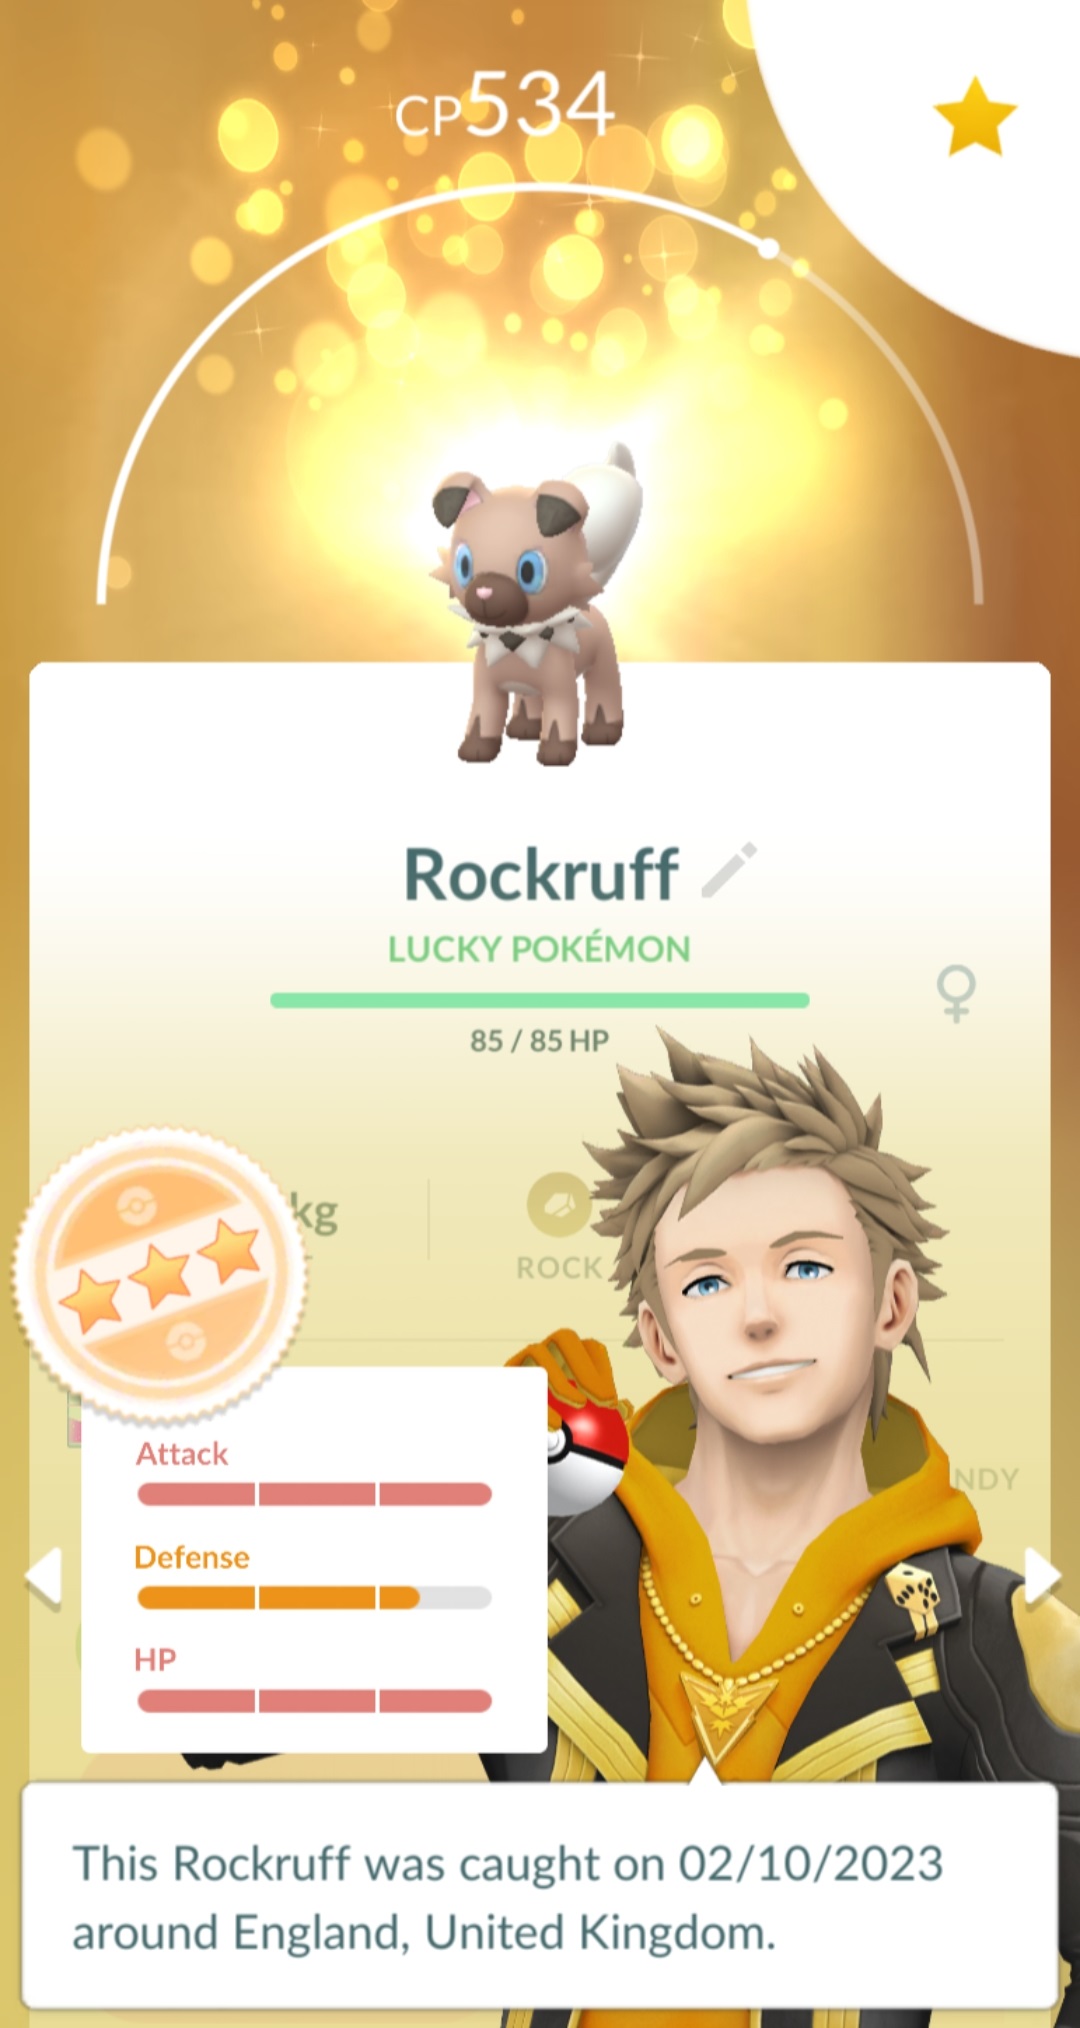 CP534
Rockruff
LUCKY POKÉMON
85 / 85 HP
kg
ROCK
Attack
NDY
Defense
HP
This Rockruff was caught on 02/10/2023
around England, United Kingdom.